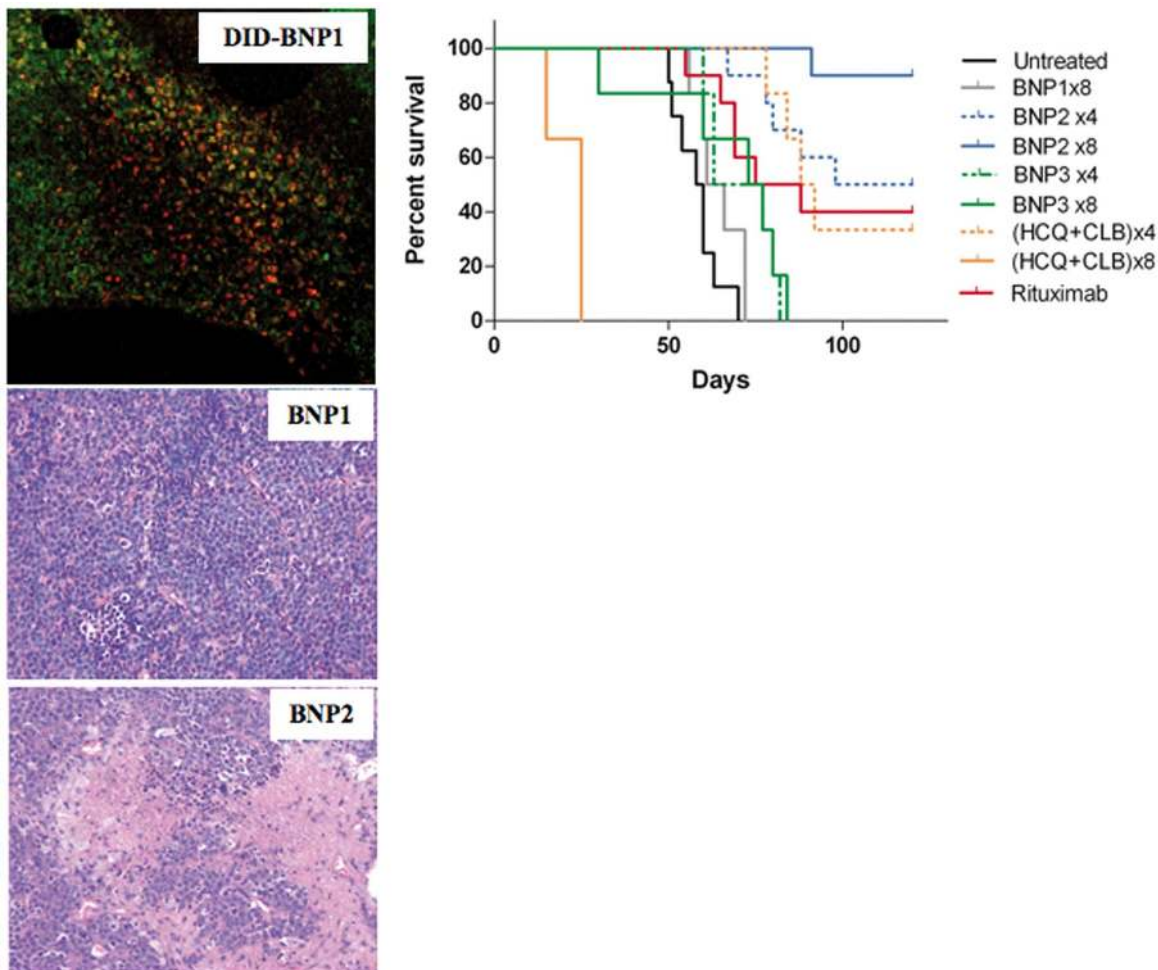 DID-BNP1
BNP1
BNP2
Percent survival
100
80
60
40
20
0
0
50
100
Days
Untreated
BNP1x8
BNP2 x4
BNP2 x8
BNP3 x4
BNP3 x8
(HCQ+CLB)x4
(HCQ+CLB)x8
Rituximab